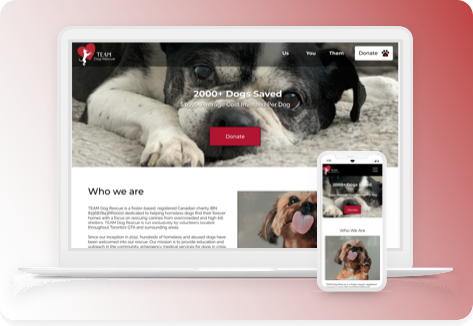 TEAM
Dog Rescue
Us
You
Them
Donate
2000+ Dogs Saved
Average Cost Per Dog
Donate
Who we are
TEAM Dog Rescue is a foster-based, registered Canadian charity (BN
dedicated to helping homeless dogs find their forever
homes with a focus on rescuing canines from overcrowded and high-kill
shelters. TEAM Dog Rescue is run exclusively by volunteers located
throughout Toronto's GTA and surrounding areas.
Since our inception in 2012, hundreds of homeless and abused dogs have
been welcomed into our rescue. Our mission is to provide education and
outreach in the community, emergency medical services for dogs in crisis
2000+ Dogs Saved
Donate
Who We Are